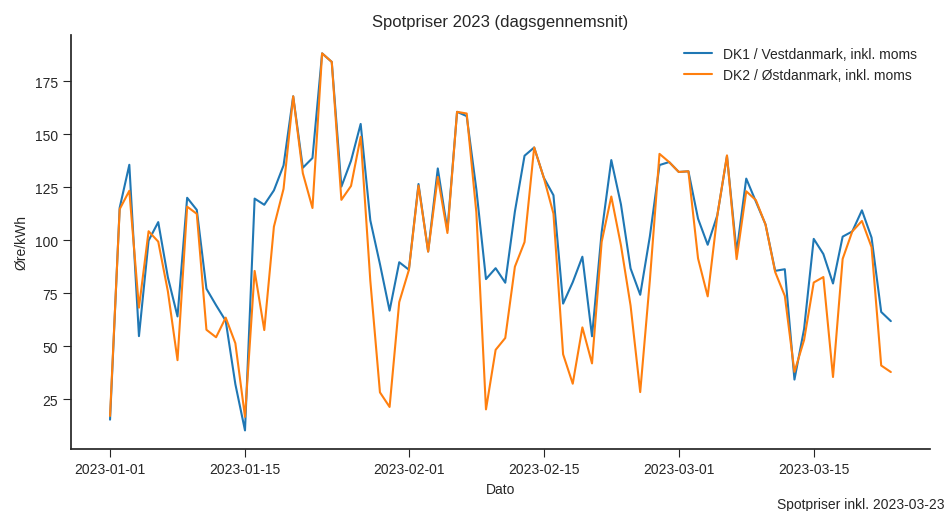 Spotpriser 2023 (dagsgennemsnit)
DK1 / Vestdanmark, inkl. moms
DK2 / Østdanmark, inkl. moms
Øre/kWh
175
150
125
100
75
50
25
2023-01-01
2023-01-15
2023-02-01
2023-02-15
2023-03-01
2023-03-15
Dato
Spotpriser inkl. 2023-03-23